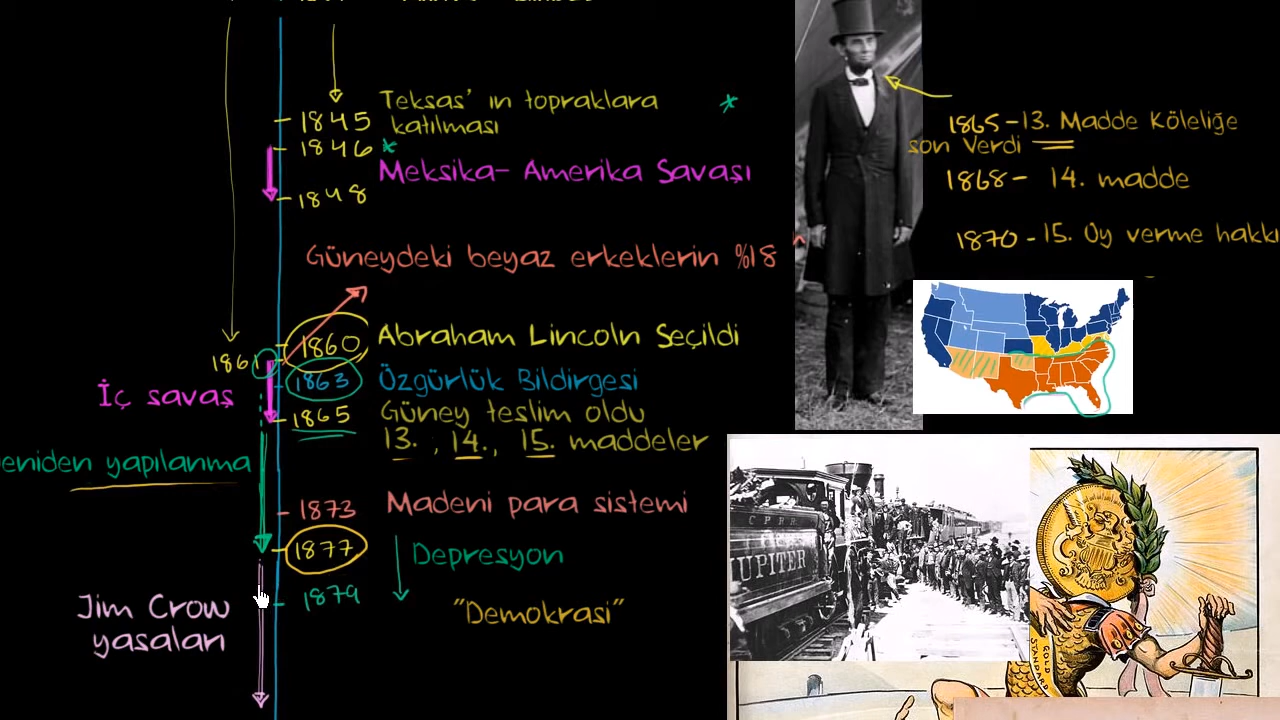 1845 Teksas' ın topraklara
katılması
1846
Meksika- Amerika Savaşı
1848
Güneydeki beyaz erkeklerin %18
1860 Abraham Lincoln Seçildi
1861
1863 Özgürlük Bildirgesi
İç savaş
1865 Güney teslim oldu
13. , 14., 15. maddeler
eniden yapılanma
1873 Madeni para sistemi
1877 Depresyon
1879
"Demokrasi"
Jim Crow
yasaları
1865-13. Madde Köleliğe
son Verdi
1868- 14. madde
1870 - 15. Oy verme hakkı
C.P.R.R.
JUPITER
GOLD
STANDARD